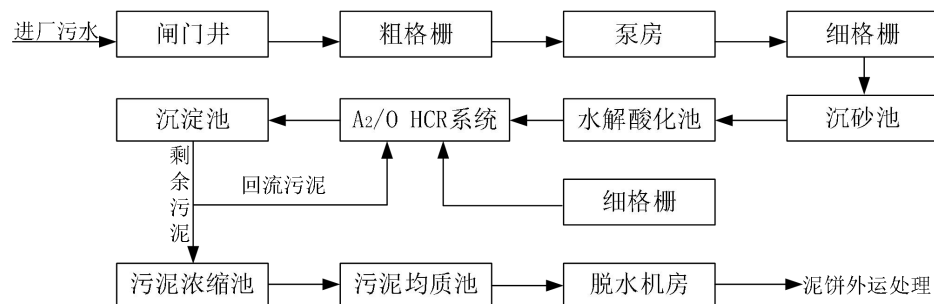 进厂污水
闸门井
粗格栅
泵房
细格栅
沉淀池
A2/O HCR系统
水解酸化池
沉砂池
剩余污泥
回流污泥
细格栅
污泥浓缩池
污泥均质池
脱水机房
泥饼外运处理